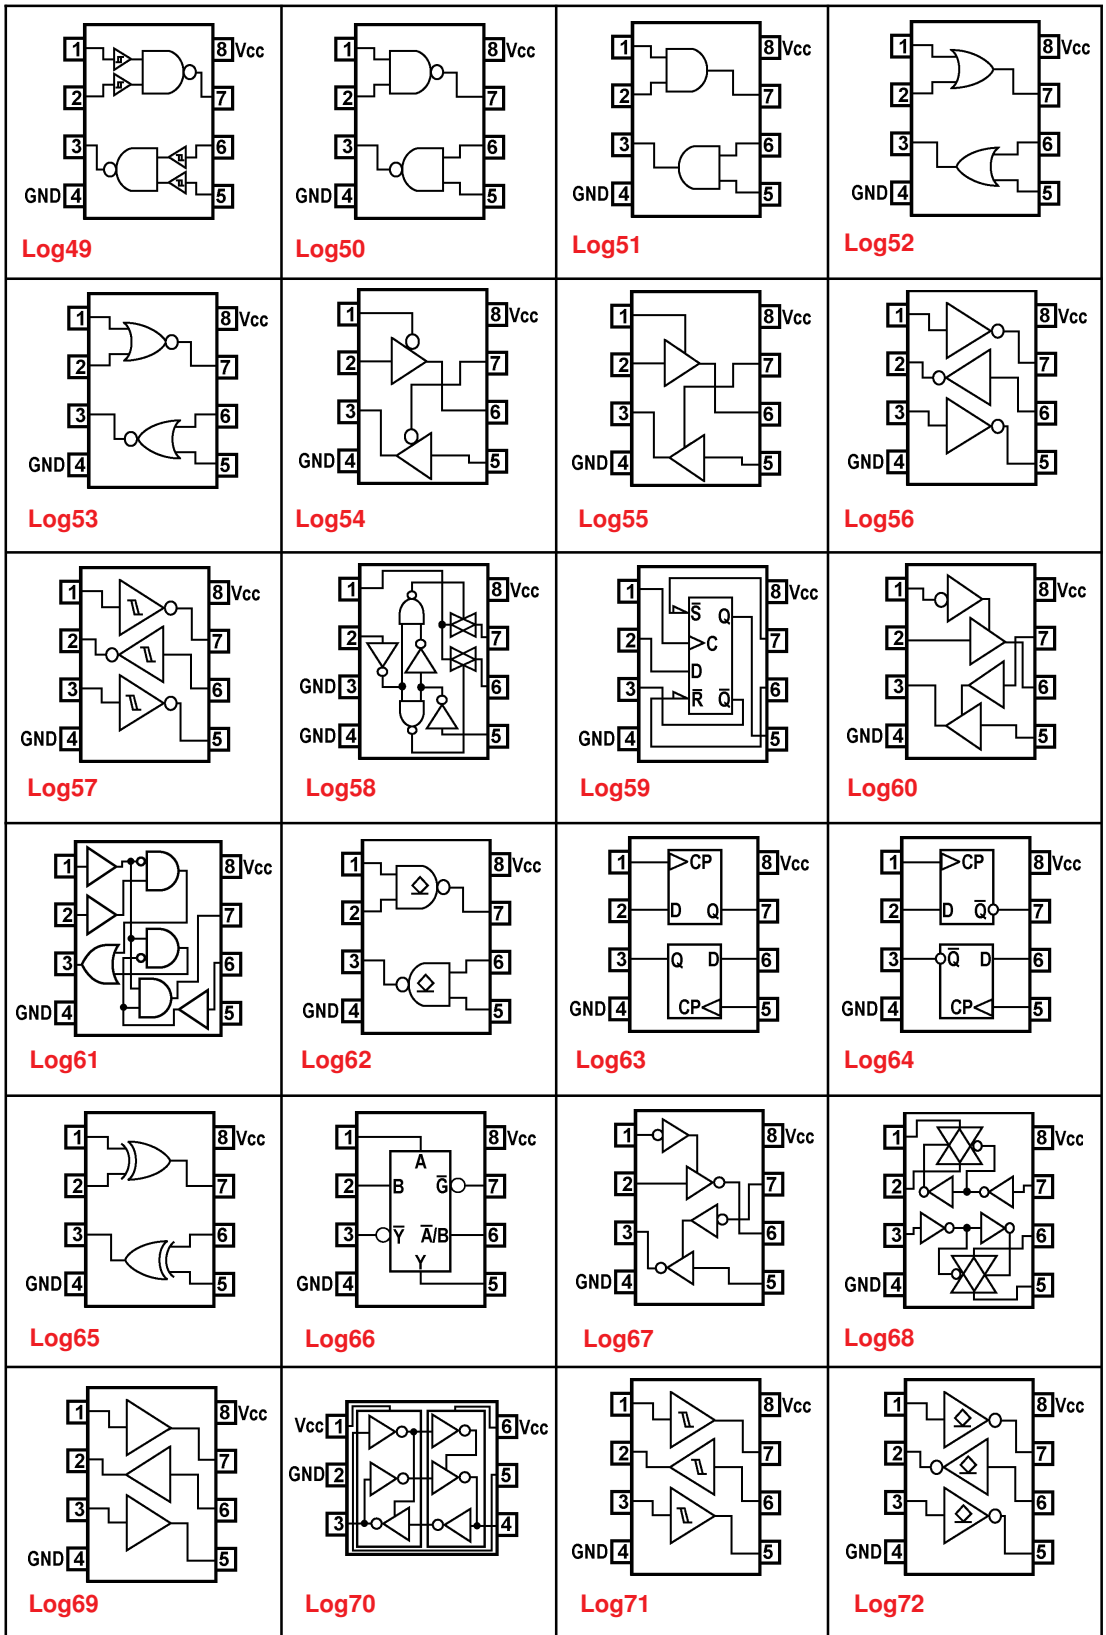 1 8 Vcc
2 7
3 6
GND 4 5
Log49
1 8 Vcc
2 7
3 6
GND 4 5
Log50
1 8 Vcc
2 7
3 6
GND 4 5
Log51
1 8 Vcc
2 7
3 6
GND 4 5
Log52
1 8 Vcc
2 7
3 6
GND 4 5
Log53
1 8 Vcc
2 7
3 6
GND 4 5
Log54
1 8 Vcc
2 7
3 6
GND 4 5
Log55
1 8 Vcc
2 7
3 6
GND 4 5
Log56
1 8 Vcc
2 7
3 6
GND 4 5
Log57
1 8 Vcc
2 7
GND 3 6
GND 4 5
Log58
1 S̅ Q 8 Vcc
2 C 7
D
3 R̅ Q̅ 6
GND 4 5
Log59
1 8 Vcc
2 7
3 6
GND 4 5
Log60
1 8 Vcc
2 7
3 6
GND 4 5
Log61
1 8 Vcc
2 7
3 6
GND 4 5
Log62
1 CP 8 Vcc
2 D Q 7
3 Q D 6
GND 4 CP 5
Log63
1 CP 8 Vcc
2 D Q̅ 7
3 Q̅ D 6
GND 4 CP 5
Log64
1 8 Vcc
2 7
3 6
GND 4 5
Log65
1 8 Vcc
A
2 B G̅ 7
3 Y̅ A̅/B 6
Y
GND 4 5
Log66
1 8 Vcc
2 7
3 6
GND 4 5
Log67
1 8 Vcc
2 7
3 6
GND 4 5
Log68
1 8 Vcc
2 7
3 6
GND 4 5
Log69
Vcc 1 6 Vcc
GND 2 5
3 4
Log70
1 8 Vcc
2 7
3 6
GND 4 5
Log71
1 8 Vcc
2 7
3 6
GND 4 5
Log72